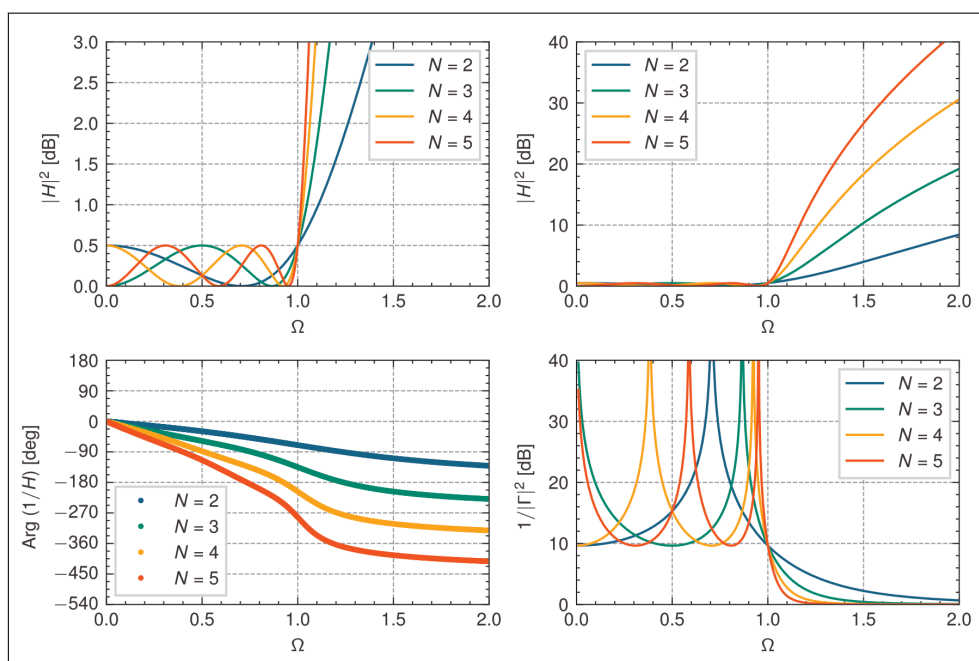 3.0
2.5
2.0
1.5
1.0
0.5
0.0
|H|² [dB]
0.0 0.5 1.0 1.5 2.0
Ω
N = 2
N = 3
N = 4
N = 5
40
30
20
10
0
|H|² [dB]
0.0 0.5 1.0 1.5 2.0
Ω
N = 2
N = 3
N = 4
N = 5
180
90
0
−90
−180
−270
−360
−450
−540
Arg (1/H) [deg]
0.0 0.5 1.0 1.5 2.0
Ω
N = 2
N = 3
N = 4
N = 5
40
30
20
10
0
1/|Γ|² [dB]
0.0 0.5 1.0 1.5 2.0
Ω
N = 2
N = 3
N = 4
N = 5